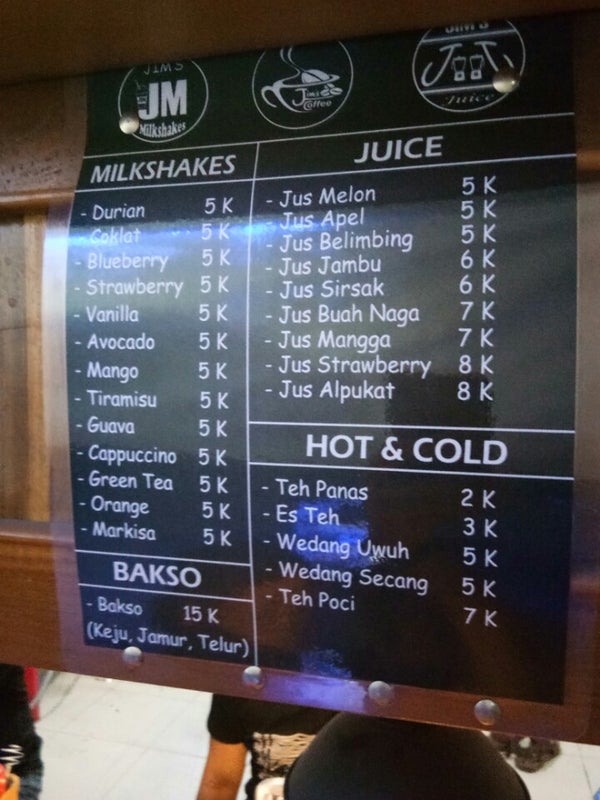 JIM'S
JM
Milkshakes
Jim's
Coffee
JIM'S
Juice
MILKSHAKES
- Durian 5 K
- Coklat 5 K
- Blueberry 5 K
- Strawberry 5 K
- Vanilla 5 K
- Avocado 5 K
- Mango 5 K
- Tiramisu 5 K
- Guava 5 K
- Cappuccino 5 K
- Green Tea 5 K
- Orange 5 K
- Markisa 5 K
BAKSO
- Bakso 15 K
(Keju, Jamur, Telur)
JUICE
- Jus Melon 5 K
- Jus Apel 5 K
- Jus Belimbing 5 K
- Jus Jambu 6 K
- Jus Sirsak 6 K
- Jus Buah Naga 7 K
- Jus Mangga 7 K
- Jus Strawberry 8 K
- Jus Alpukat 8 K
HOT & COLD
- Teh Panas 2 K
- Es Teh 3 K
- Wedang Uwuh 5 K
- Wedang Secang 5 K
- Teh Poci 7 K